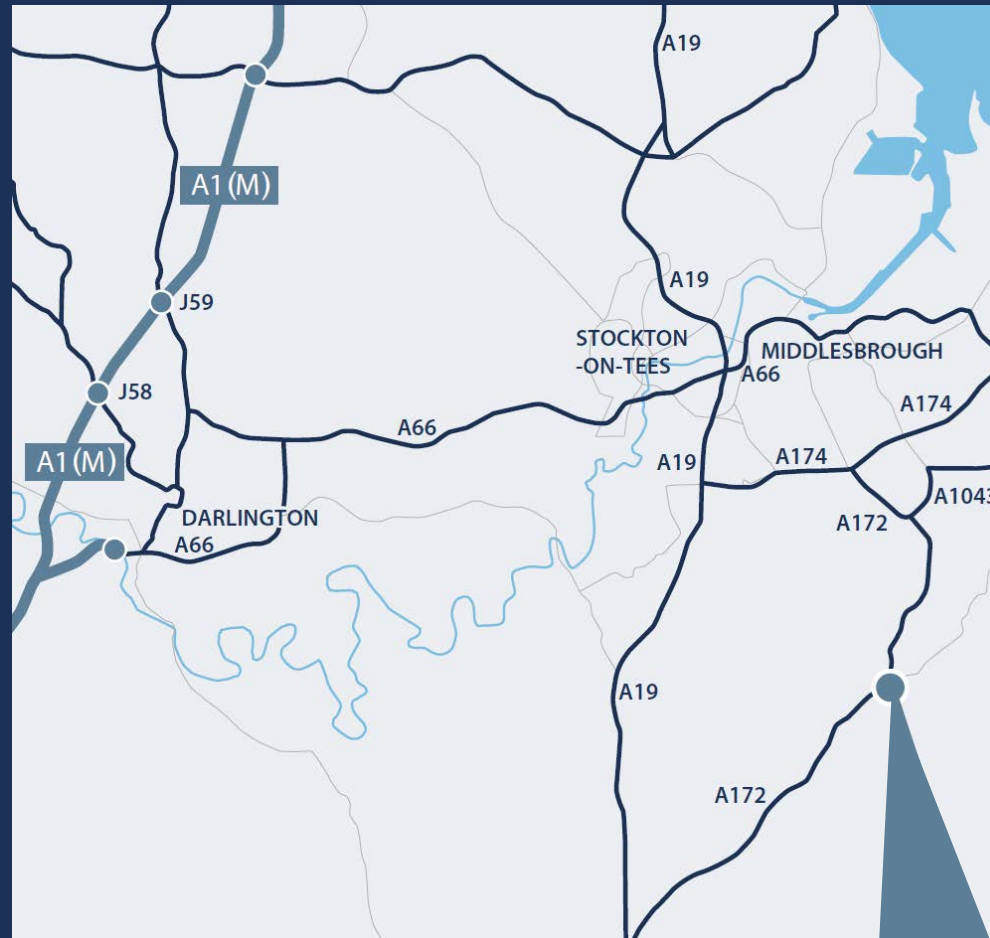 A19
A1(M)
A19
J59
STOCKTON
-ON-TEES
MIDDLESBROUGH
A66
J58
A174
A66
A1(M)
A19
A174
A1043
DARLINGTON
A172
A66
A19
A172